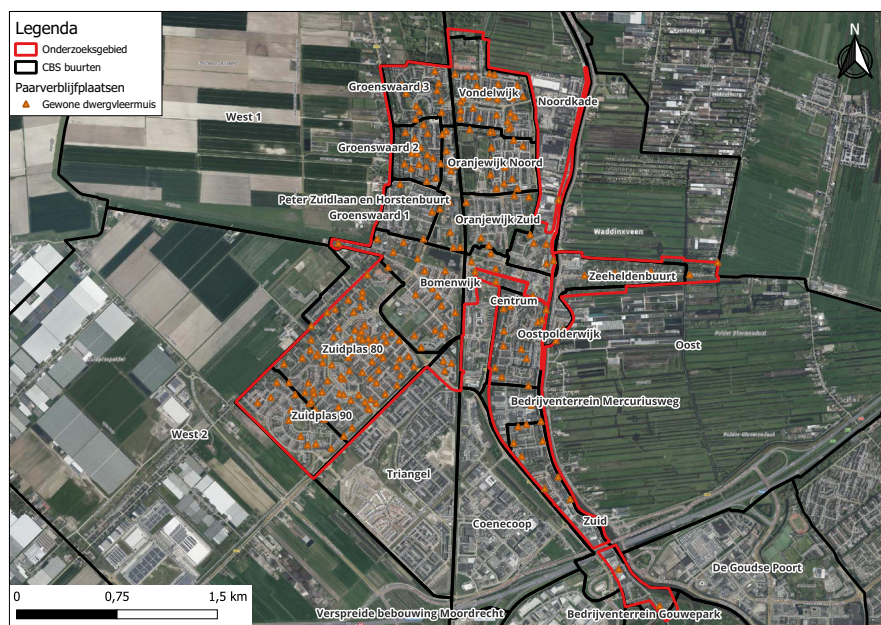 Legenda
Onderzoeksgebied
CBS buurten
Paarverblijfplaatsen
Gewone dwergvleermuis
N
West 1
Groenswaard 3
Vondelwijk
Noordkade
Groenswaard 2
Oranjewijk Noord
Peter Zuidlaan en Horstenbuurt
Groenswaard 1
Oranjewijk Zuid
Waddinxveen
Zeeheldenbuurt
Bomenwijk
Centrum
Oostpolderwijk
Oost
Zuidplas 80
Zuidplas 90
Bedrijventerrein Mercuriusweg
West 2
Triangel
Coenecoop
Zuid
De Goudse Poort
Verspreide bebouwing Moordrecht
Bedrijventerrein Gouwepark
0 0,75 1,5 km